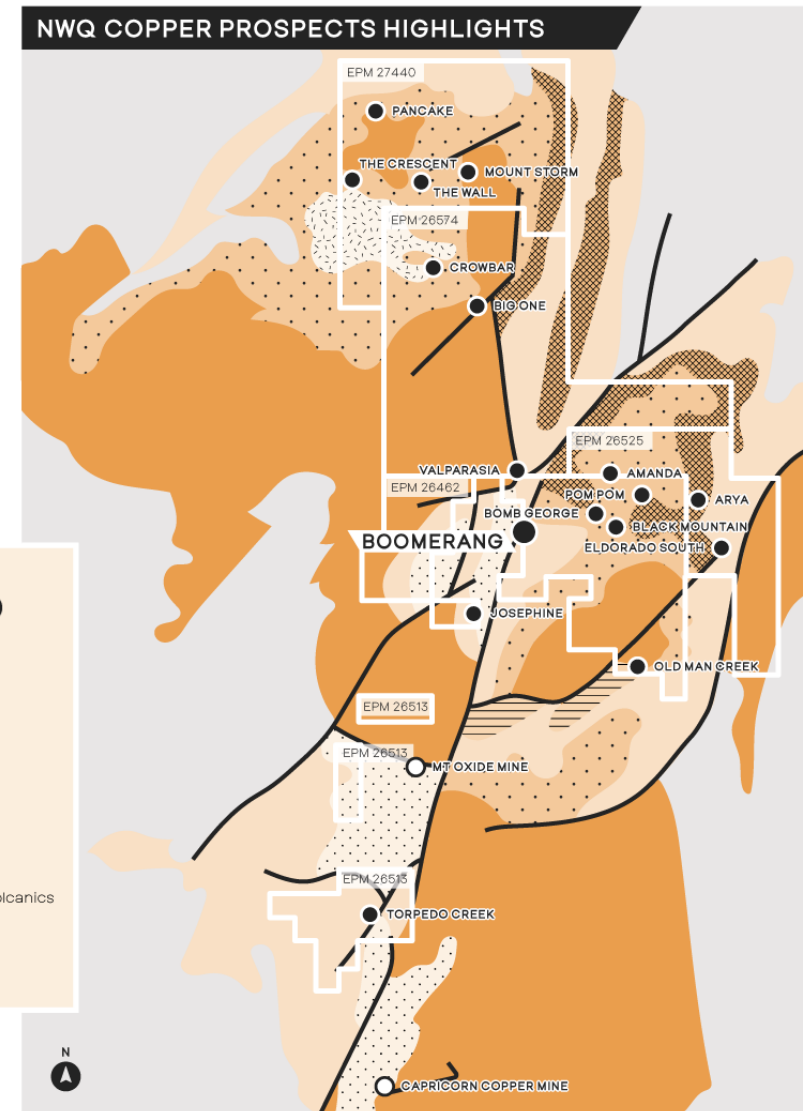 NWQ COPPER PROSPECTS HIGHLIGHTS
EPM 27440
PANCAKE
THE CRESCENT
MOUNT STORM
THE WALL
EPM 26574
CROWBAR
BIG ONE
EPM 26525
VALPARASIA
AMANDA
EPM 26462
POM POM
ARYA
BOMB GEORGE
BLACK MOUNTAIN
BOOMERANG
ELDORADO SOUTH
JOSEPHINE
OLD MAN CREEK
EPM 26513
EPM 26513
MT OXIDE MINE
EPM 26513
TORPEDO CREEK
N
CAPRICORN COPPER MINE